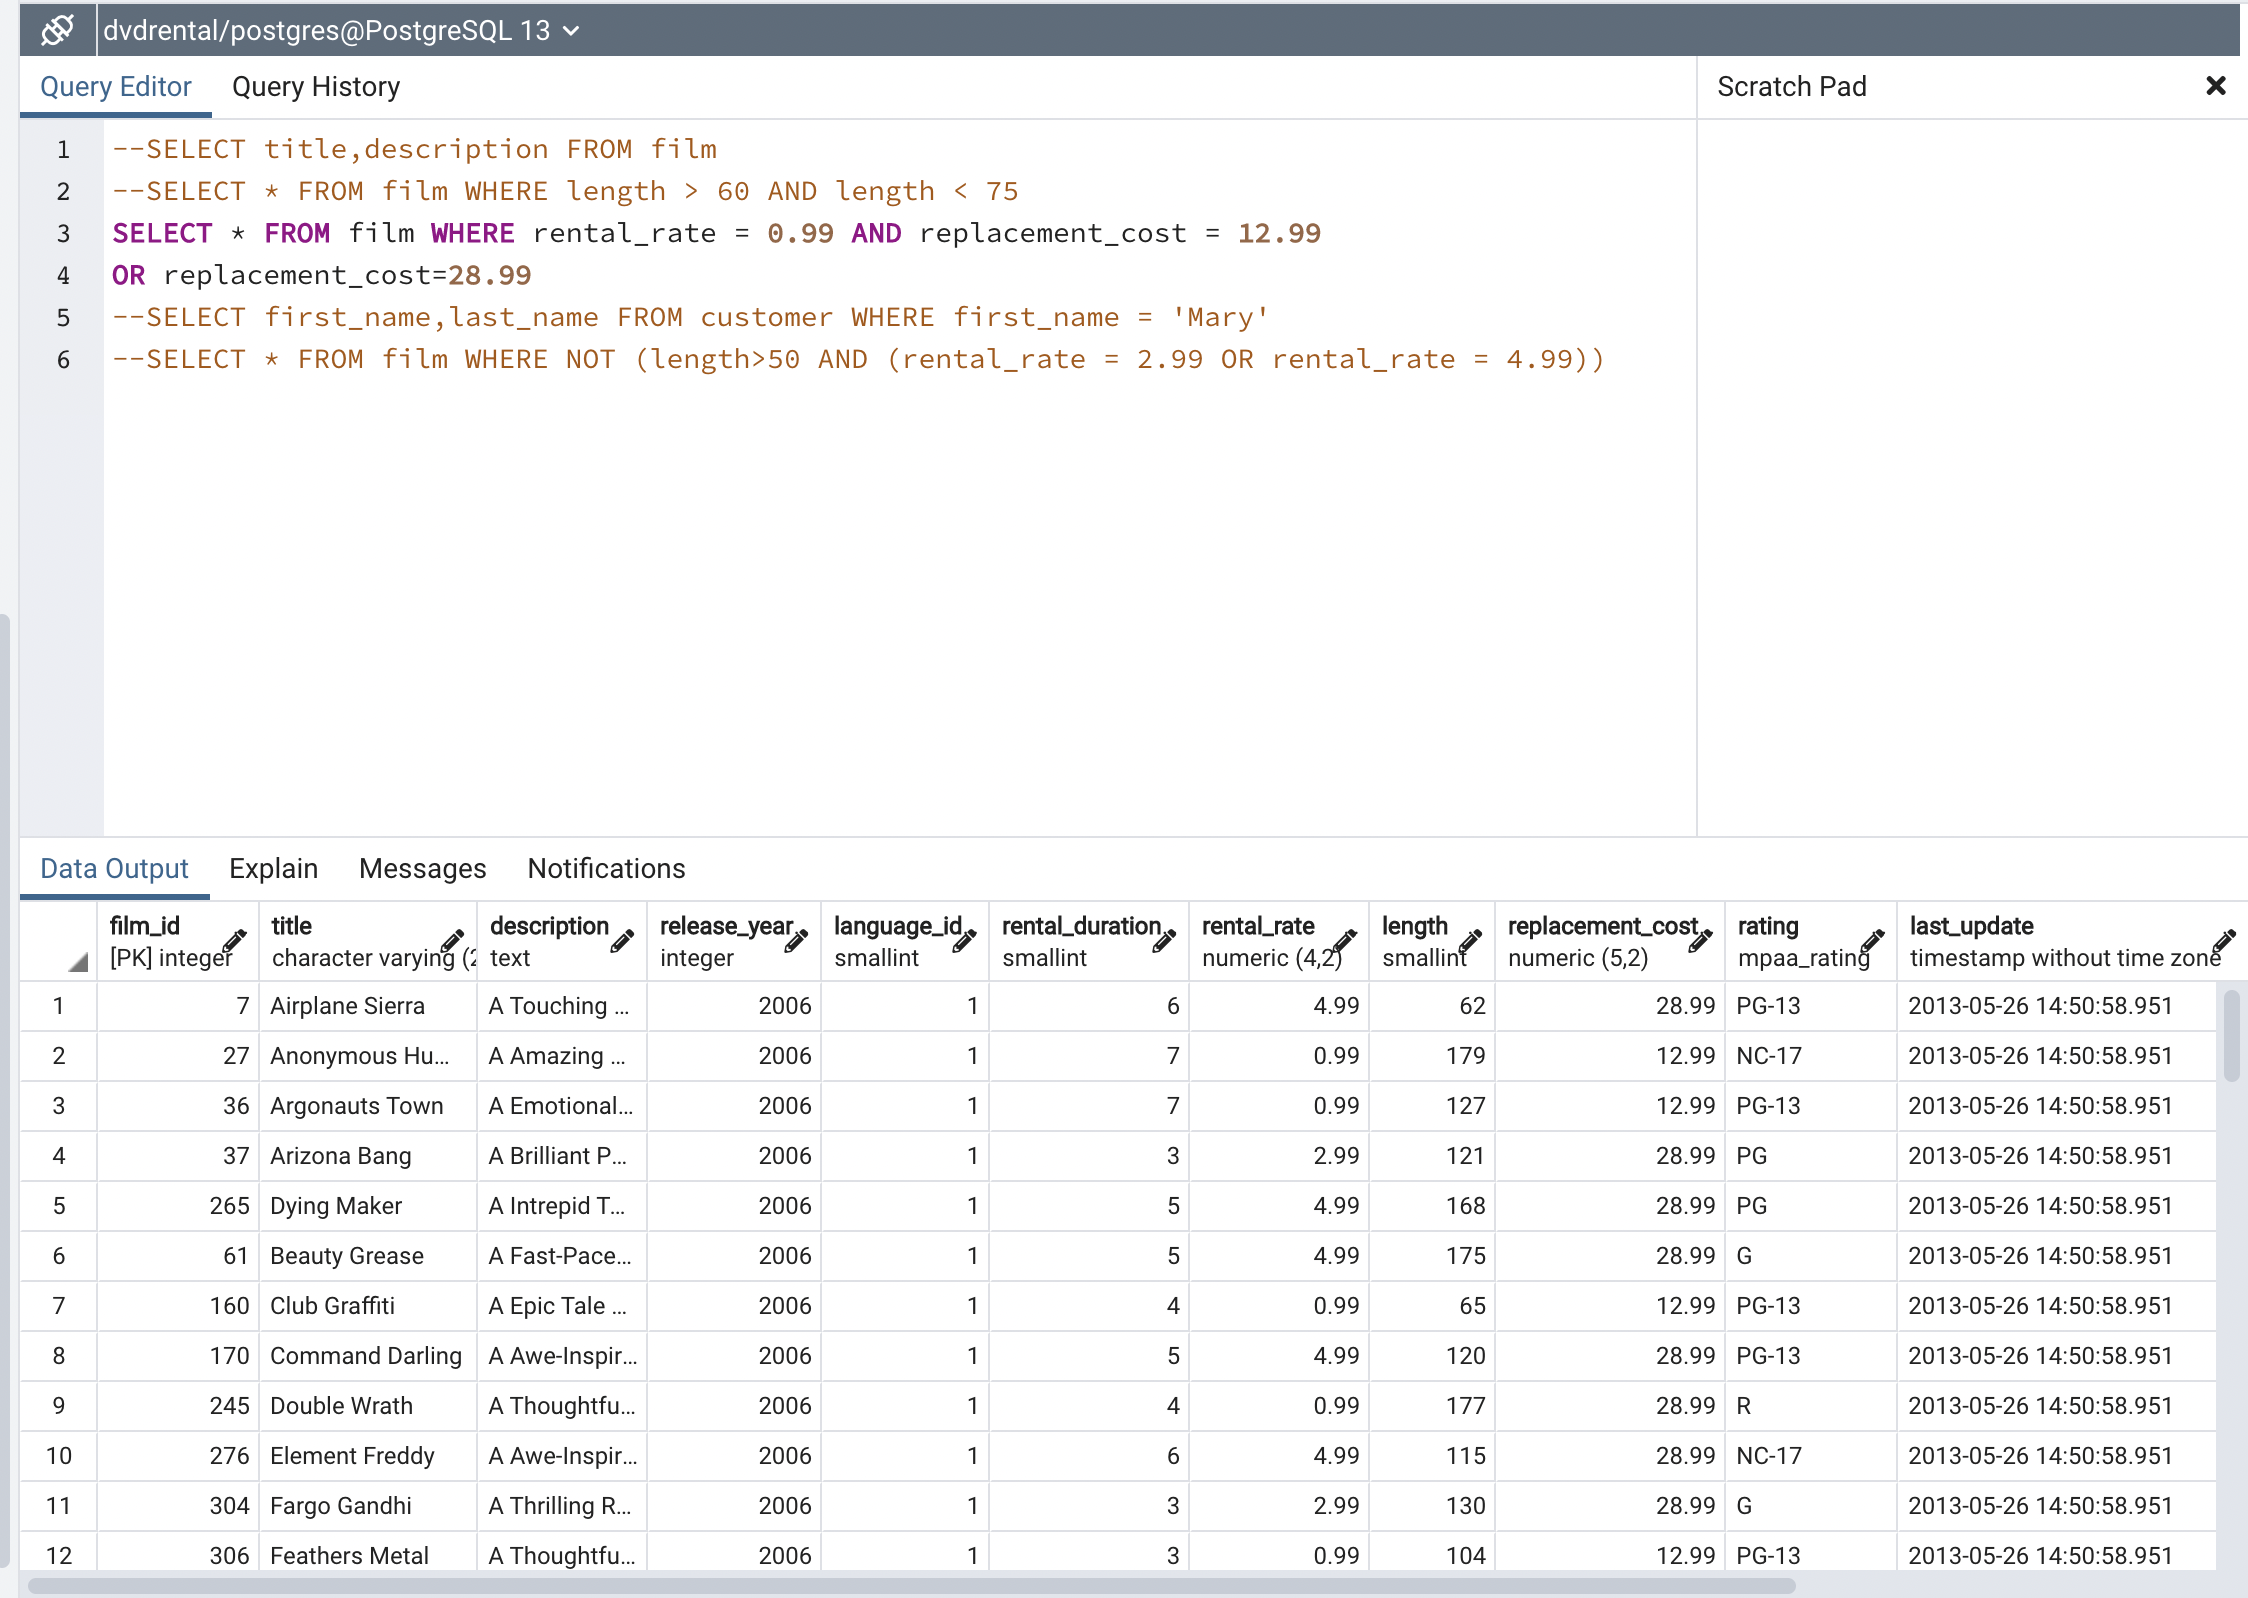 dvdrental/postgres@PostgreSQL 13
Query Editor Query History Scratch Pad
1 --SELECT title,description FROM film
2 --SELECT * FROM film WHERE length > 60 AND length < 75
3 SELECT * FROM film WHERE rental_rate = 0.99 AND replacement_cost = 12.99
4 OR replacement_cost=28.99
5 --SELECT first_name,last_name FROM customer WHERE first_name = 'Mary'
6 --SELECT * FROM film WHERE NOT (length>50 AND (rental_rate = 2.99 OR rental_rate = 4.99))
Data Output Explain Messages Notifications
film_id title description release_year language_id rental_duration rental_rate length replacement_cost rating last_update
[PK] integer character varying (2 text integer smallint smallint numeric (4,2) smallint numeric (5,2) mpaa_rating timestamp without time zone
1 7 Airplane Sierra A Touching ... 2006 1 6 4.99 62 28.99 PG-13 2013-05-26 14:50:58.951
2 27 Anonymous Hu... A Amazing ... 2006 1 7 0.99 179 12.99 NC-17 2013-05-26 14:50:58.951
3 36 Argonauts Town A Emotional... 2006 1 7 0.99 127 12.99 PG-13 2013-05-26 14:50:58.951
4 37 Arizona Bang A Brilliant P... 2006 1 3 2.99 121 28.99 PG 2013-05-26 14:50:58.951
5 265 Dying Maker A Intrepid T... 2006 1 5 4.99 168 28.99 PG 2013-05-26 14:50:58.951
6 61 Beauty Grease A Fast-Pace... 2006 1 5 4.99 175 28.99 G 2013-05-26 14:50:58.951
7 160 Club Graffiti A Epic Tale ... 2006 1 4 0.99 65 12.99 PG-13 2013-05-26 14:50:58.951
8 170 Command Darling A Awe-Inspir... 2006 1 5 4.99 120 28.99 PG-13 2013-05-26 14:50:58.951
9 245 Double Wrath A Thoughtfu... 2006 1 4 0.99 177 28.99 R 2013-05-26 14:50:58.951
10 276 Element Freddy A Awe-Inspir... 2006 1 6 4.99 115 28.99 NC-17 2013-05-26 14:50:58.951
11 304 Fargo Gandhi A Thrilling R... 2006 1 3 2.99 130 28.99 G 2013-05-26 14:50:58.951
12 306 Feathers Metal A Thoughtfu... 2006 1 3 0.99 104 12.99 PG-13 2013-05-26 14:50:58.951